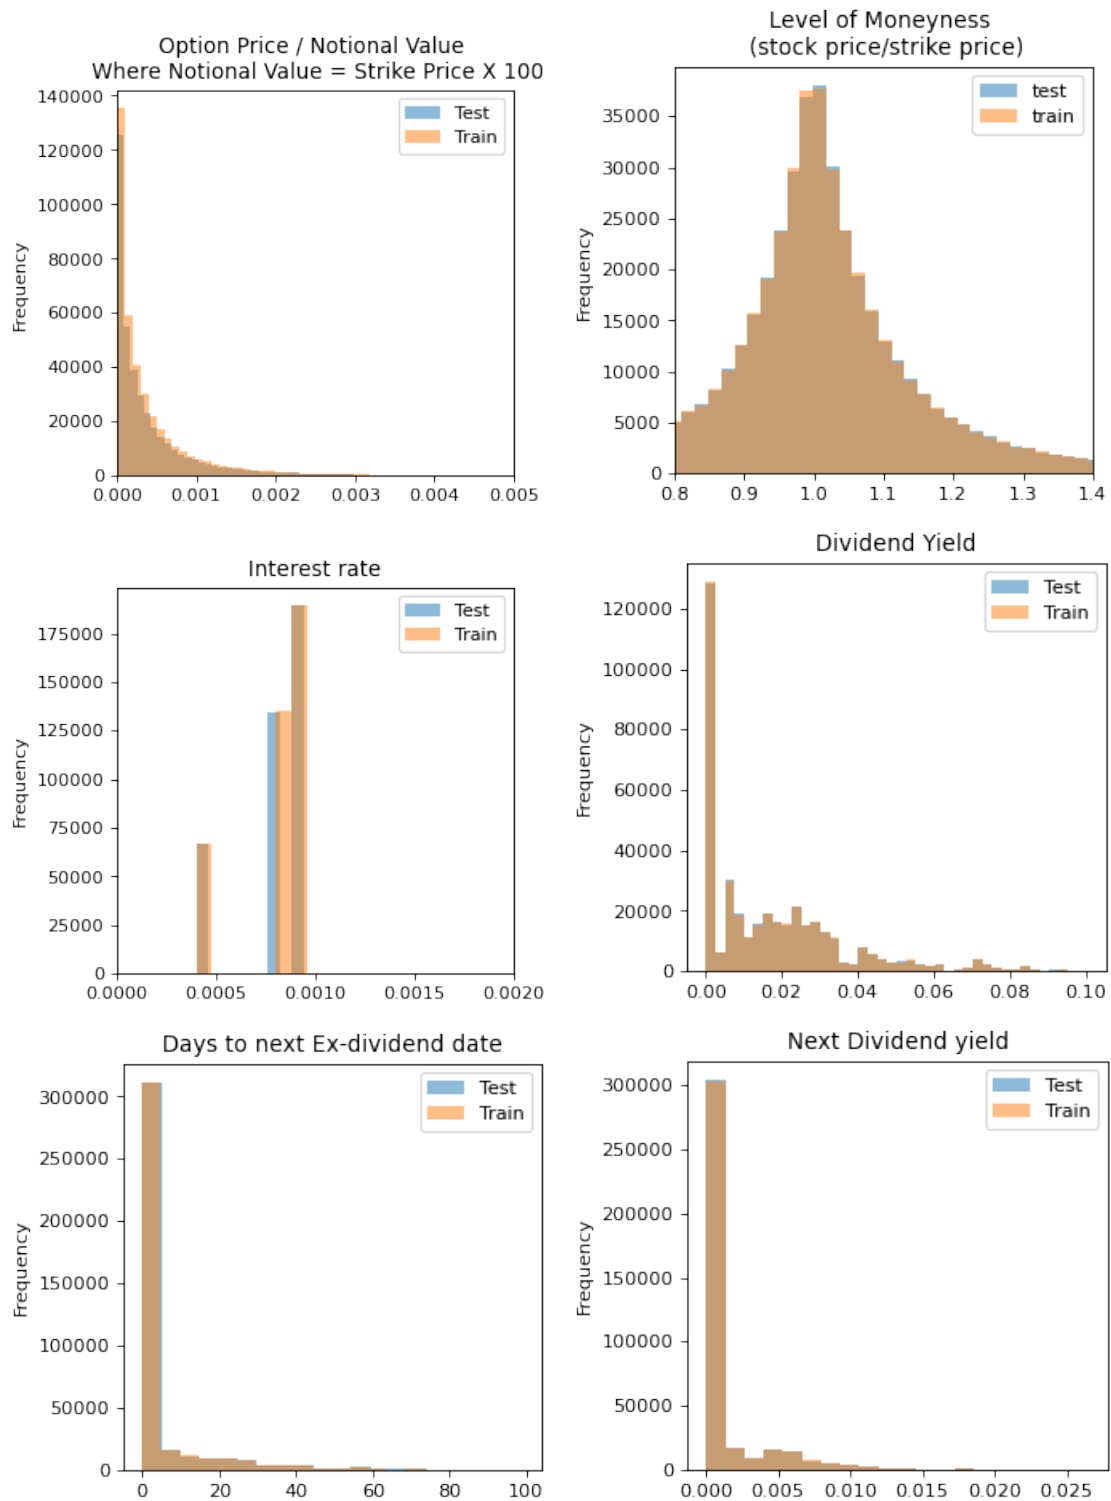 Option Price / Notional Value
Where Notional Value = Strike Price X 100
Frequency
140000
120000
100000
80000
60000
40000
20000
0
0.000 0.001 0.002 0.003 0.004 0.005
Test
Train
Level of Moneyness
(stock price/strike price)
Frequency
35000
30000
25000
20000
15000
10000
5000
0
0.8 0.9 1.0 1.1 1.2 1.3 1.4
test
train
Interest rate
Frequency
175000
150000
125000
100000
75000
50000
25000
0
0.0000 0.0005 0.0010 0.0015 0.0020
Test
Train
Dividend Yield
Frequency
120000
100000
80000
60000
40000
20000
0
0.00 0.02 0.04 0.06 0.08 0.10
Test
Train
Days to next Ex-dividend date
Frequency
300000
250000
200000
150000
100000
50000
0
0 20 40 60 80 100
Test
Train
Next Dividend yield
Frequency
300000
250000
200000
150000
100000
50000
0
0.000 0.005 0.010 0.015 0.020 0.025
Test
Train